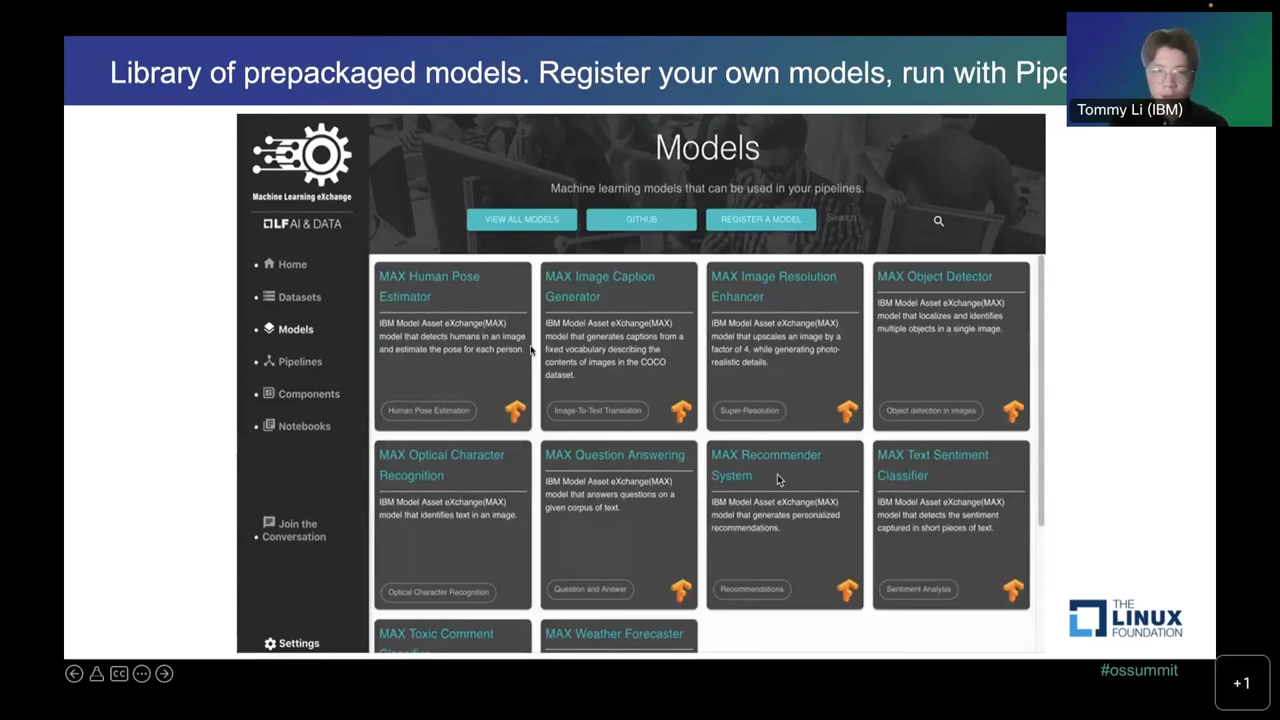 Library of prepackaged models. Register your own models, run with Pipe
Tommy Li (IBM)
Machine Learning eXchange
LF AI & DATA
Home
Datasets
Models
Pipelines
Components
Notebooks
Join the
Conversation
Settings
Models
Machine learning models that can be used in your pipelines.
VIEW ALL MODELS
GITHUB
REGISTER A MODEL
Search
MAX Human Pose
Estimator
IBM Model Asset eXchange(MAX)
model that detects humans in an image
and estimate the pose for each person.
Human Pose Estimation
MAX Image Caption
Generator
IBM Model Asset eXchange(MAX)
model that generates captions from a
fixed vocabulary describing the
contents of images in the COCO
dataset.
Image-To-Text Translation
MAX Image Resolution
Enhancer
IBM Model Asset eXchange(MAX)
model that upscales an image by a
factor of 4, while generating photo-
realistic details.
Super-Resolution
MAX Object Detector
IBM Model Asset eXchange(MAX)
model that localizes and identifies
multiple objects in a single image.
Object detection in images
MAX Optical Character
Recognition
IBM Model Asset eXchange(MAX)
model that identifies text in an image.
Optical Character Recognition
MAX Question Answering
IBM Model Asset eXchange(MAX)
model that answers questions on a
given corpus of text.
Question and Answer
MAX Recommender
System
IBM Model Asset eXchange(MAX)
model that generates personalized
recommendations.
Recommendations
MAX Text Sentiment
Classifier
IBM Model Asset eXchange(MAX)
model that detects the sentiment
captured in short pieces of text.
Sentiment Analysis
MAX Toxic Comment
Classifier
MAX Weather Forecaster
THE
LINUX
FOUNDATION
#ossummit
CC
+1